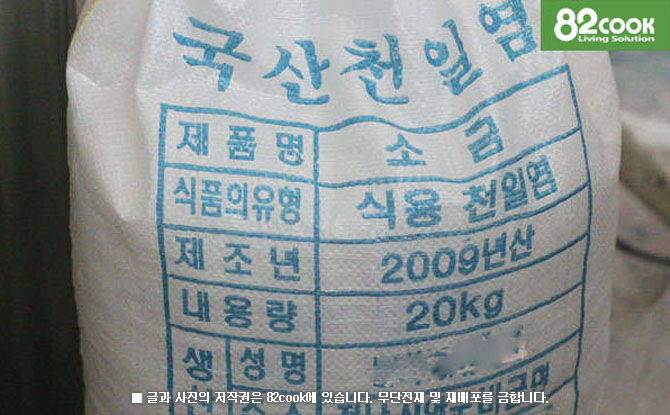 82COOK
Living Solution
국산천일염
제품명 소금
식품의유형 식용 천일염
제조년 2009년산
내용량 20kg
생 성명
■ 글과 사진의 저작권은 82cook에 있습니다. 무단전재 및 재배포를 금합니다.